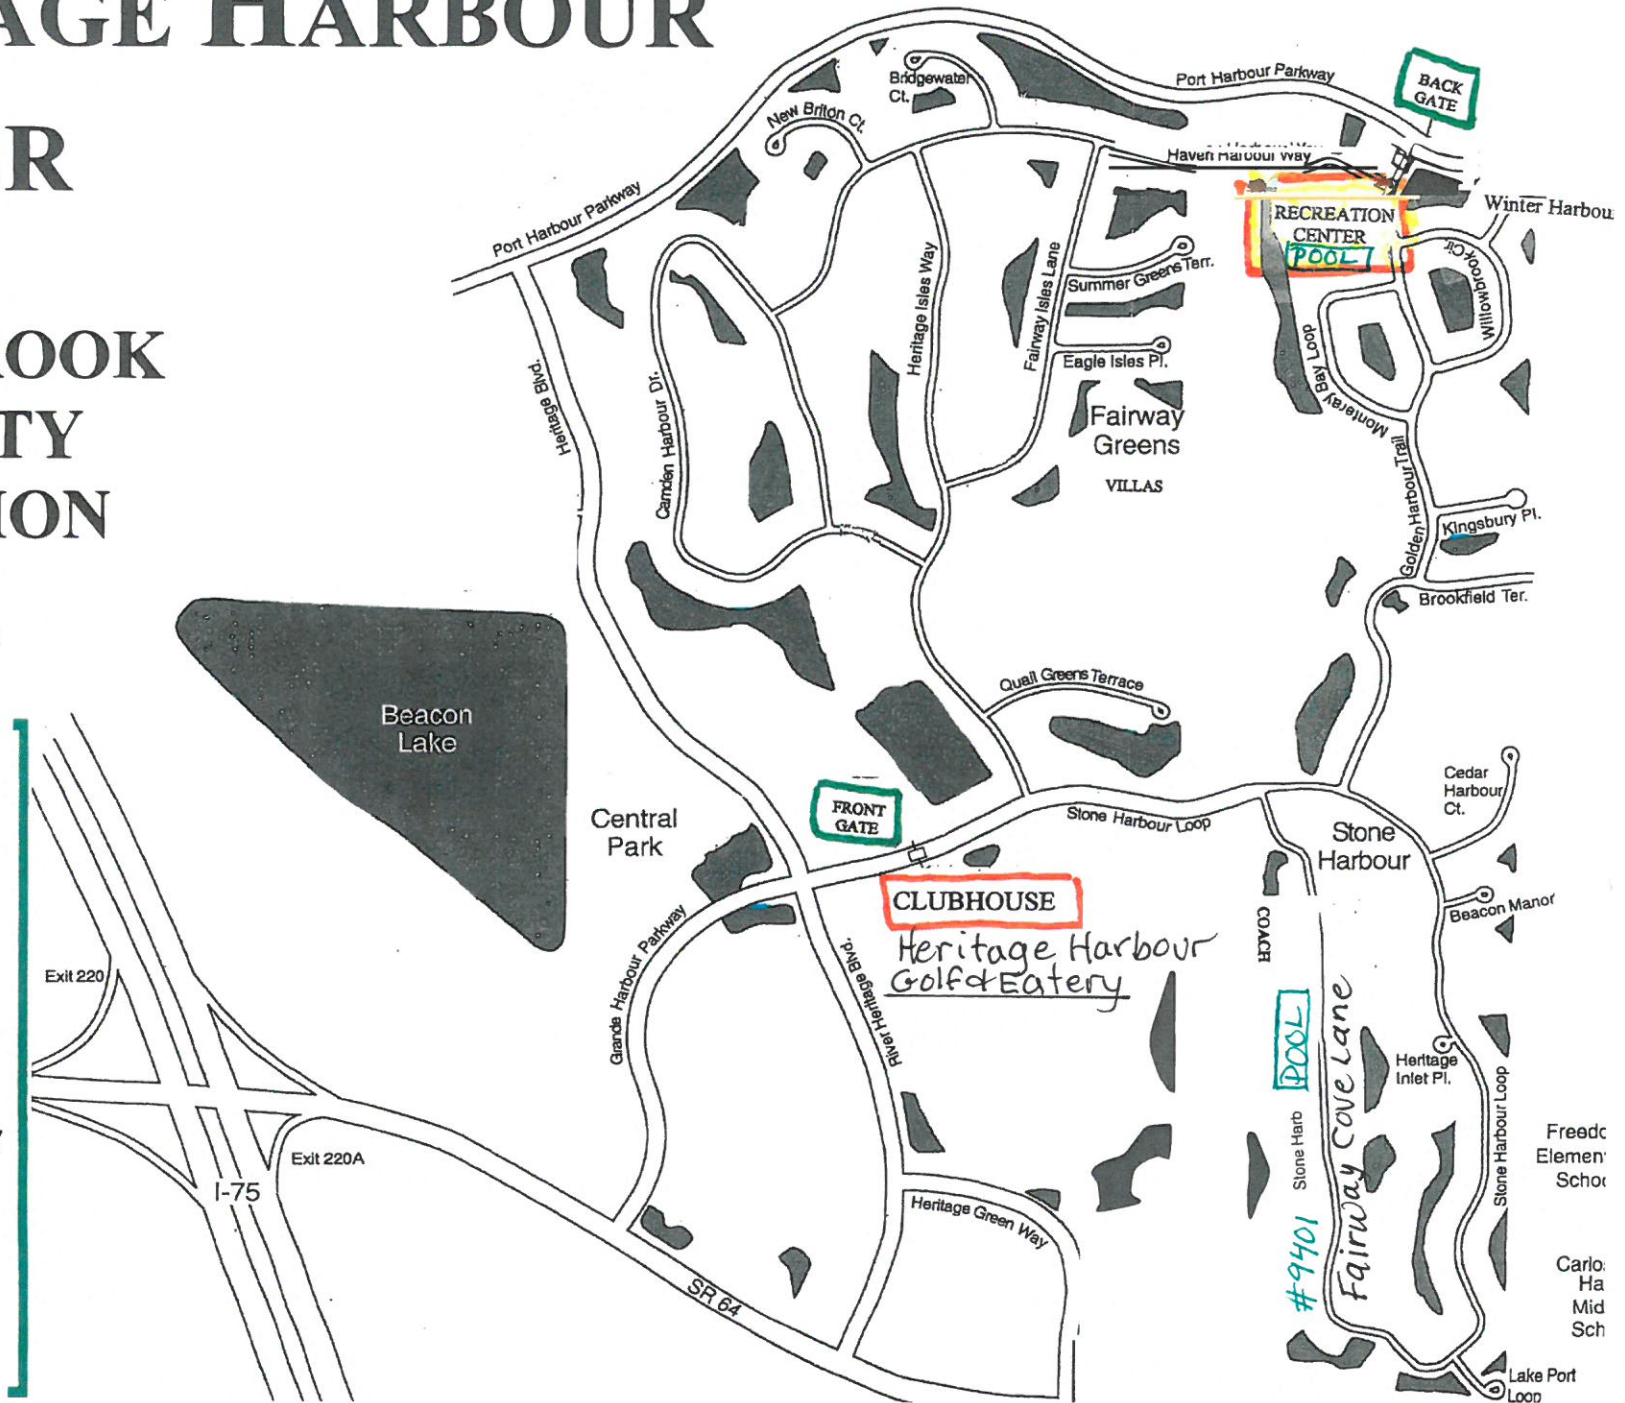 AGE HARBOUR
R
OOK
TY
ION
Port Harbour Parkway
BACK
GATE
Bridgewater
Ct.
New Briton Ct.
Haven Harbour Way
Port Harbour Parkway
RECREATION
CENTER
POOL
Winter Harbou
Willowbrook Cir.
Summer Greens Terr.
Heritage Isles Way
Fairway Isles Lane
Eagle Isles Pl.
Monteray Bay Loop
Heritage Blvd.
Camden Harbour Dr.
Fairway
Greens
VILLAS
Golden Harbour Trail
Kingsbury Pl.
Brookfield Ter.
Beacon
Lake
Quail Greens Terrace
Central
Park
FRONT
GATE
Stone Harbour Loop
Stone
Harbour
Cedar
Harbour
Ct.
CLUBHOUSE
Heritage Harbour
Golf & Eatery
COACH
Beacon Manor
Grande Harbour Parkway
River Heritage Blvd.
Exit 220
POOL
Fairway Cove Lane
Heritage
Inlet Pl.
Stone Harbour Loop
Stone Harb
#9401
Exit 220A
I-75
Heritage Green Way
SR 64
Freedo
Elemen
Schoo
Carlo
Ha
Mid
Sch
Lake Port
Loop